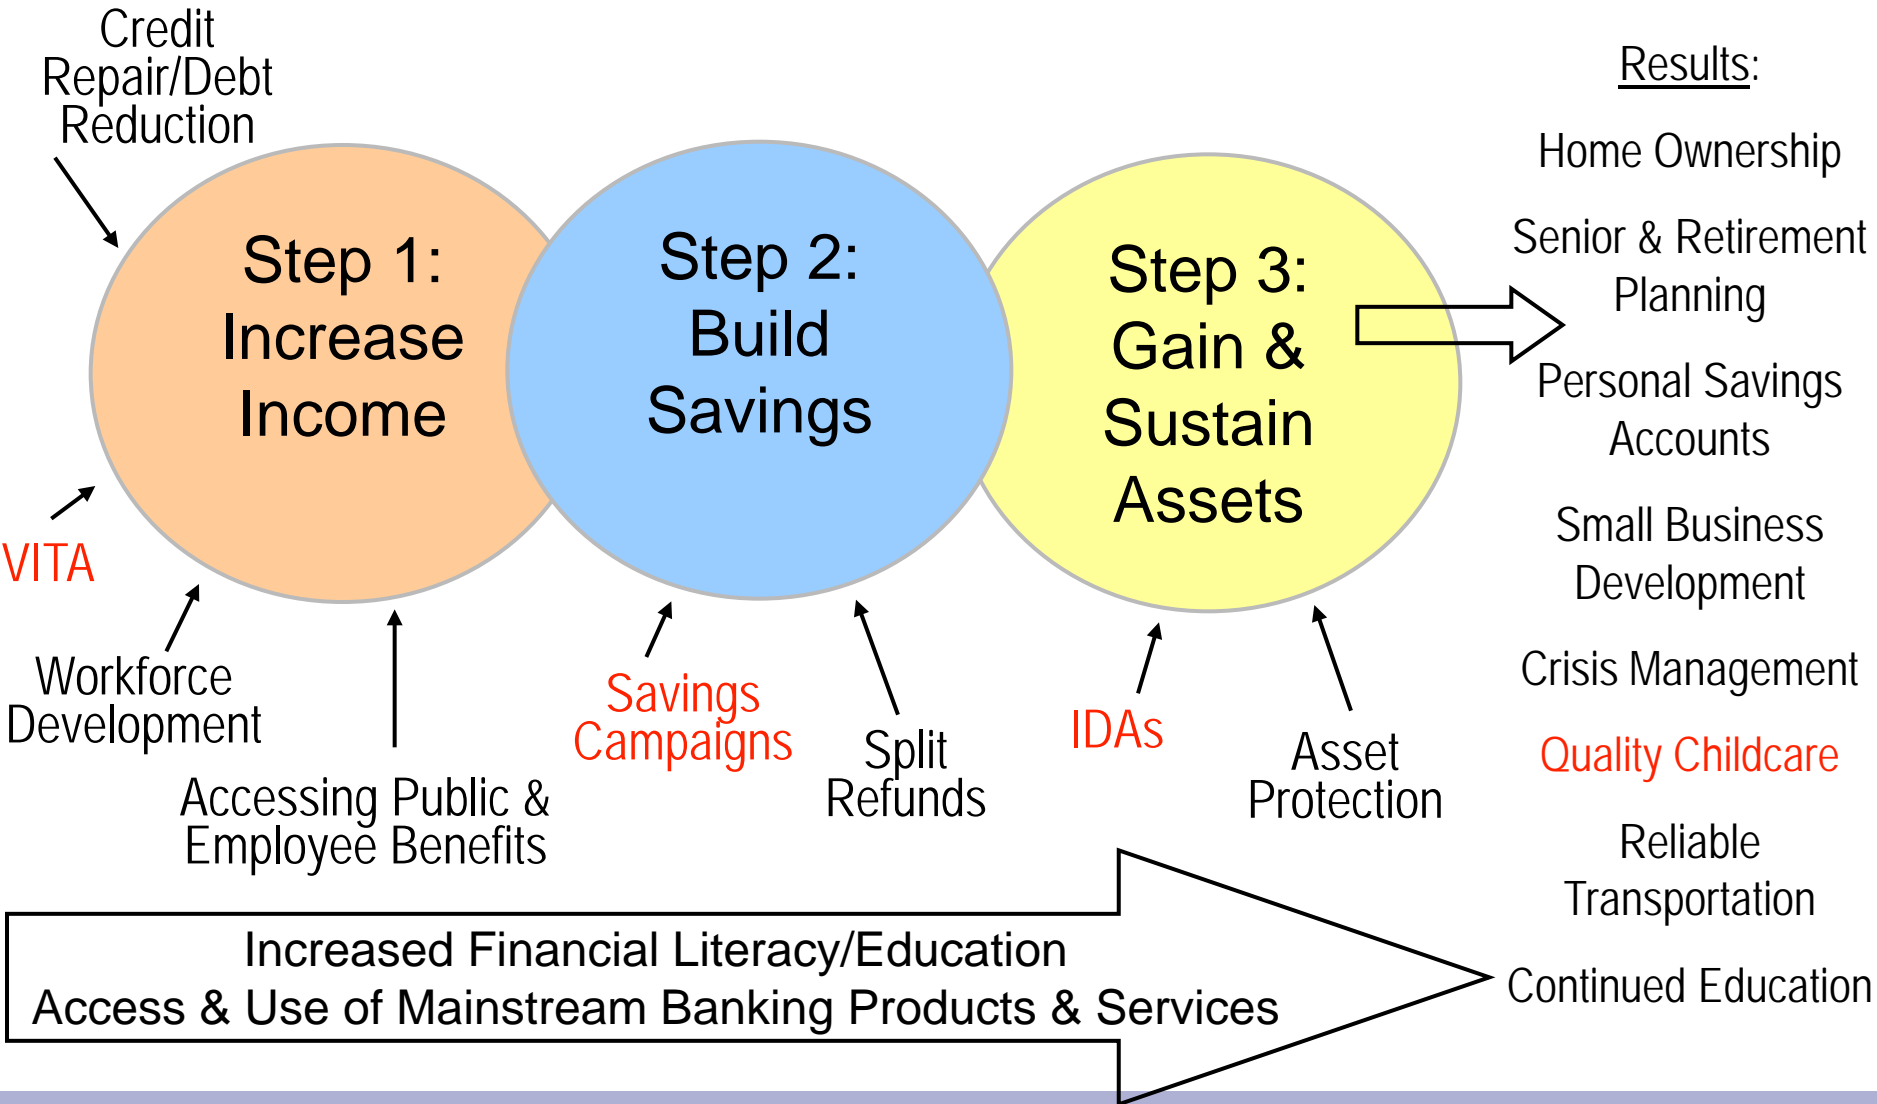 Credit
Repair/Debt
Reduction
Step 1:
Increase
Income
Step 2:
Build
Savings
Step 3:
Gain &
Sustain
Assets
VITA
Workforce
Development
Accessing Public &
Employee Benefits
Savings
Campaigns
Split
Refunds
IDAs
Asset
Protection
Results:
Home Ownership
Senior & Retirement
Planning
Personal Savings
Accounts
Small Business
Development
Crisis Management
Quality Childcare
Reliable
Transportation
Continued Education
Increased Financial Literacy/Education
Access & Use of Mainstream Banking Products & Services